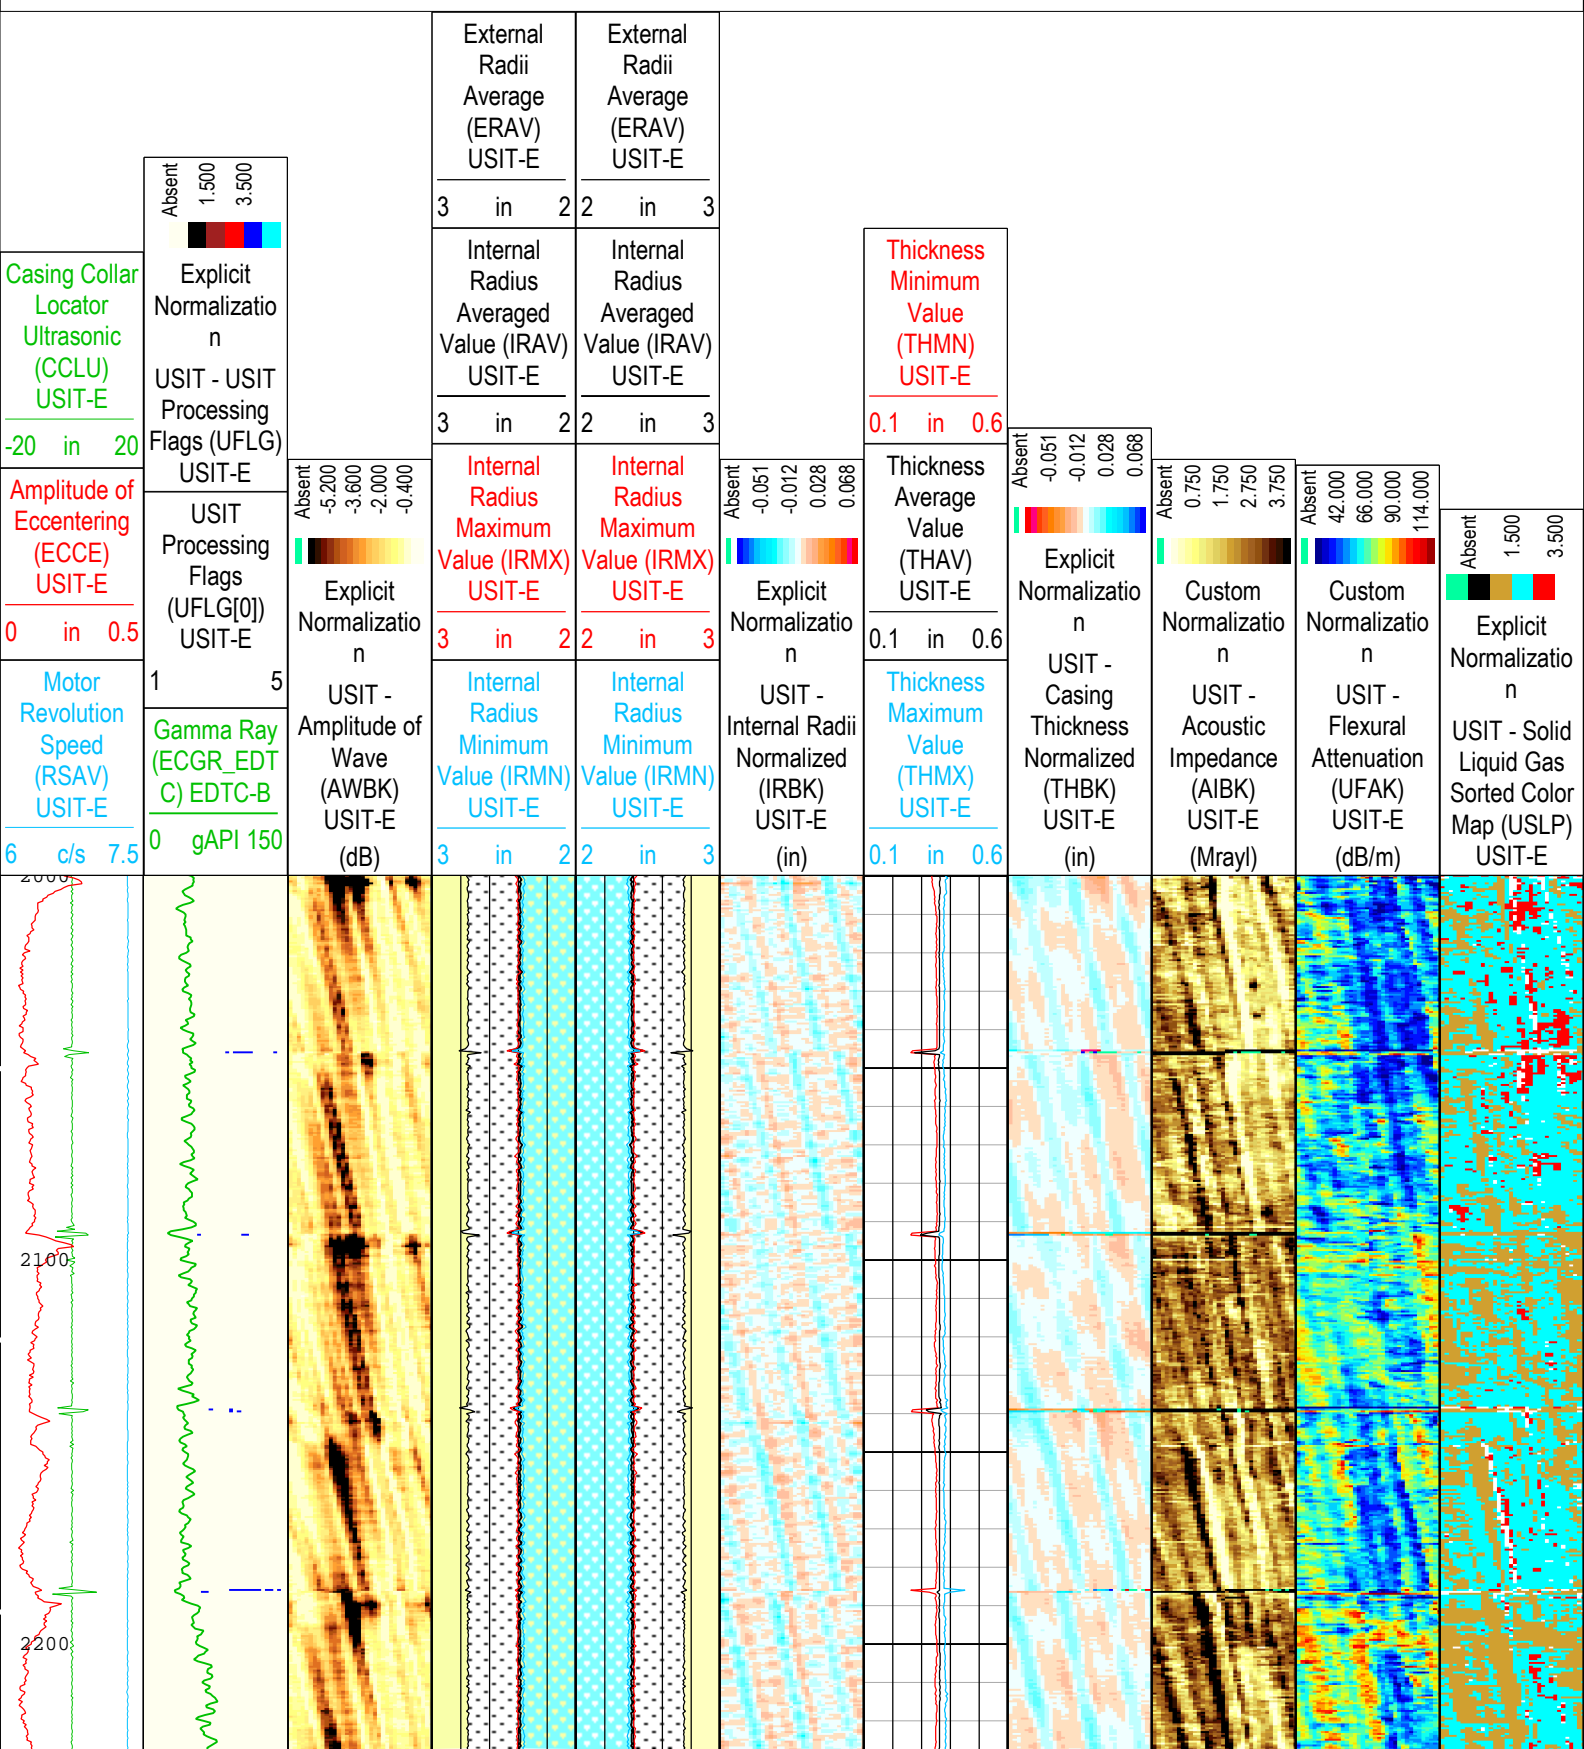 Casing Collar
Locator
Ultrasonic
(CCLU)
USIT-E
-20 in 20
Amplitude of
Eccentering
(ECCE)
USIT-E
0 in 0.5
Motor
Revolution
Speed
(RSAV)
USIT-E
6 c/s 7.5
Absent
1.500
3.500
Explicit
Normalizatio
n
USIT - USIT
Processing
Flags (UFLG)
USIT-E
USIT
Processing
Flags
(UFLG[0])
USIT-E
1 5
Gamma Ray
(ECGR_EDT
C) EDTC-B
0 gAPI 150
Absent
-5.200
-3.600
-2.000
-0.400
Explicit
Normalizatio
n
USIT -
Amplitude of
Wave
(AWBK)
USIT-E
(dB)
External
Radii
Average
(ERAV)
USIT-E
3 in 2
Internal
Radius
Averaged
Value (IRAV)
USIT-E
3 in 2
Internal
Radius
Maximum
Value (IRMX)
USIT-E
3 in 2
Internal
Radius
Minimum
Value (IRMN)
USIT-E
3 in 2
External
Radii
Average
(ERAV)
USIT-E
2 in 3
Internal
Radius
Averaged
Value (IRAV)
USIT-E
2 in 3
Internal
Radius
Maximum
Value (IRMX)
USIT-E
2 in 3
Internal
Radius
Minimum
Value (IRMN)
USIT-E
2 in 3
Absent
-0.051
-0.012
0.028
0.068
Explicit
Normalizatio
n
USIT -
Internal Radii
Normalized
(IRBK)
USIT-E
(in)
Thickness
Minimum
Value
(THMN)
USIT-E
0.1 in 0.6
Thickness
Average
Value
(THAV)
USIT-E
0.1 in 0.6
Thickness
Maximum
Value
(THMX)
USIT-E
0.1 in 0.6
Absent
-0.051
-0.012
0.028
0.068
Explicit
Normalizatio
n
USIT -
Casing
Thickness
Normalized
(THBK)
USIT-E
(in)
Absent
0.750
1.750
2.750
3.750
Custom
Normalizatio
n
USIT -
Acoustic
Impedance
(AIBK)
USIT-E
(Mrayl)
Absent
42.000
66.000
90.000
114.000
Custom
Normalizatio
n
USIT -
Flexural
Attenuation
(UFAK)
USIT-E
(dB/m)
Absent
1.500
3.500
Explicit
Normalizatio
n
USIT - Solid
Liquid Gas
Sorted Color
Map (USLP)
USIT-E
2000
2100
2200